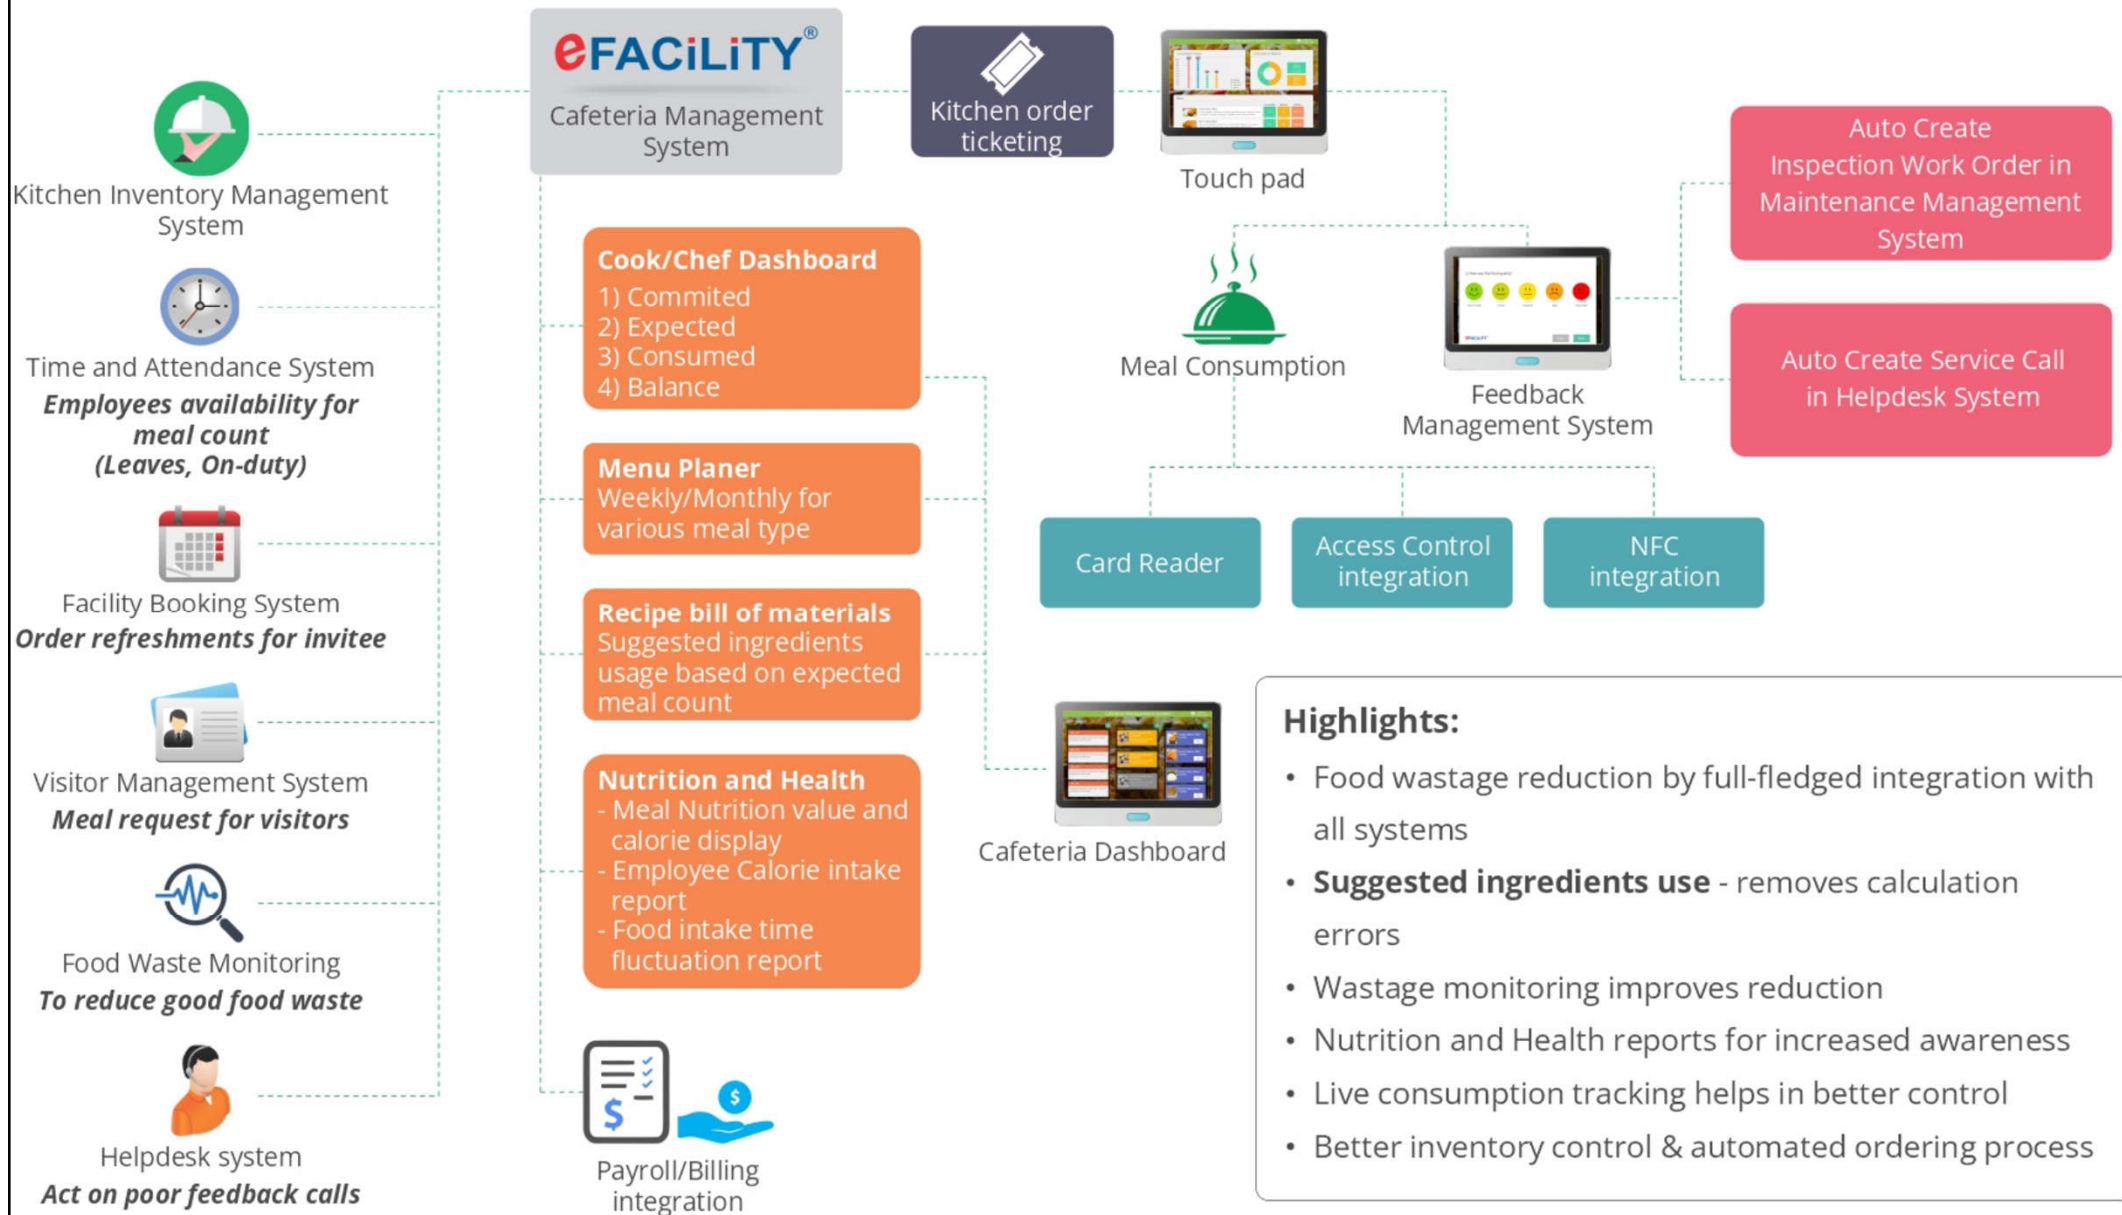 eFACiLiTY®
Cafeteria Management
System
Kitchen order
ticketing
Touch pad
Kitchen Inventory Management
System
Time and Attendance System
Employees availability for
meal count
(Leaves, On-duty)
Facility Booking System
Order refreshments for invitee
Visitor Management System
Meal request for visitors
Food Waste Monitoring
To reduce good food waste
Helpdesk system
Act on poor feedback calls
Cook/Chef Dashboard
1) Commited
2) Expected
3) Consumed
4) Balance
Menu Planer
Weekly/Monthly for
various meal type
Recipe bill of materials
Suggested ingredients
usage based on expected
meal count
Nutrition and Health
- Meal Nutrition value and
calorie display
- Employee Calorie intake
report
- Food intake time
fluctuation report
$
$
Payroll/Billing
integration
Meal Consumption
Feedback
Management System
Auto Create
Inspection Work Order in
Maintenance Management
System
Auto Create Service Call
in Helpdesk System
Card Reader
Access Control
integration
NFC
integration
Cafeteria Dashboard
Highlights:
• Food wastage reduction by full-fledged integration with
all systems
• Suggested ingredients use - removes calculation
errors
• Wastage monitoring improves reduction
• Nutrition and Health reports for increased awareness
• Live consumption tracking helps in better control
• Better inventory control & automated ordering process